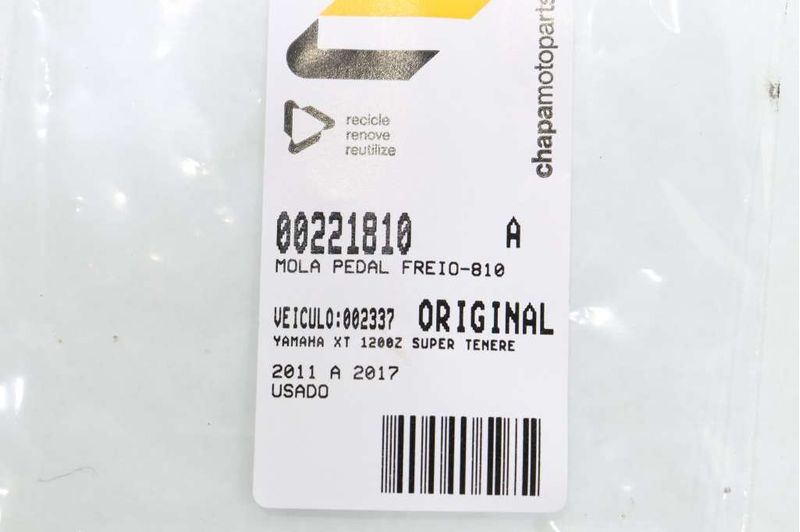 chapamotoparts
recicle
renove
reutilize
00221810 A
MOLA PEDAL FREIO-810
VEICULO:002337 ORIGINAL
YAMAHA XT 1200Z SUPER TENERE
2011 A 2017
USADO